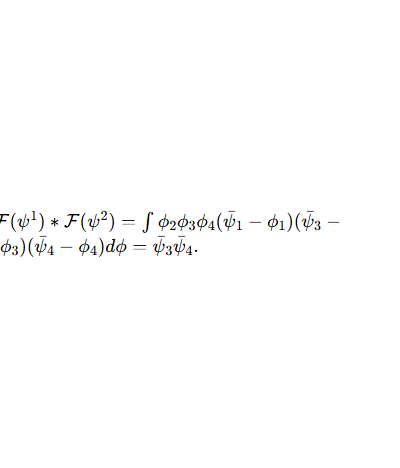 F(ψ¹) ∗ F(ψ²) = ∫ ϕ₂ϕ₃ϕ₄(ψ̄₁ − ϕ₁)(ψ̄₃ −
ϕ₃)(ψ̄₄ − ϕ₄)dϕ = ψ̄₃ψ̄₄.